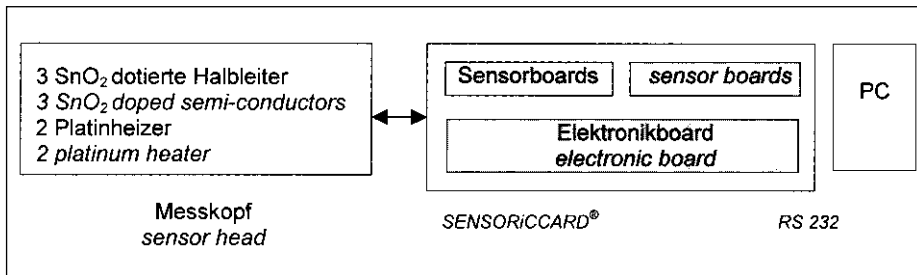 3 SnO₂ dotierte Halbleiter
3 SnO₂ doped semi-conductors
2 Platinheizer
2 platinum heater
Messkopf
sensor head
Sensorboards
sensor boards
Elektronikboard
electronic board
SENSORiCCARD®
RS 232
PC